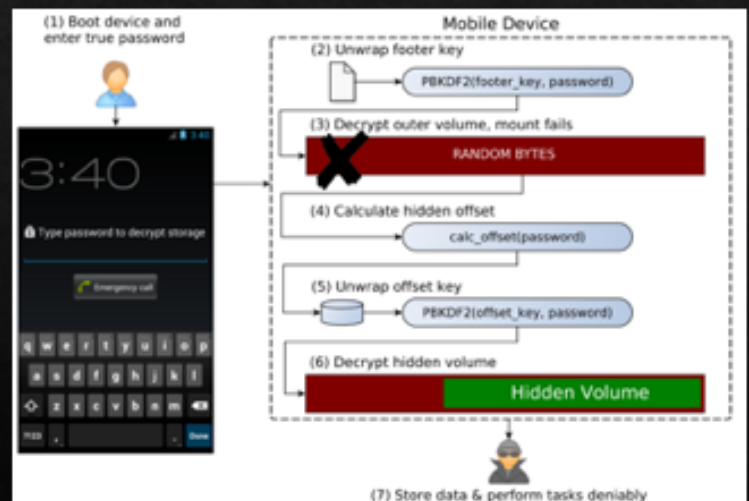 (1) Boot device and
enter true password
Mobile Device
(2) Unwrap footer key
PBKDF2(footer_key, password)
(3) Decrypt outer volume, mount fails
RANDOM BYTES
3:40
3:40
Type password to decrypt storage
Emergency call
(4) Calculate hidden offset
calc_offset(password)
(5) Unwrap offset key
PBKDF2(offset_key, password)
(6) Decrypt hidden volume
Hidden Volume
q w e r t y u i o p
a s d f g h j k l
z x c v b n m
?123 , . Done
(7) Store data & perform tasks deniably